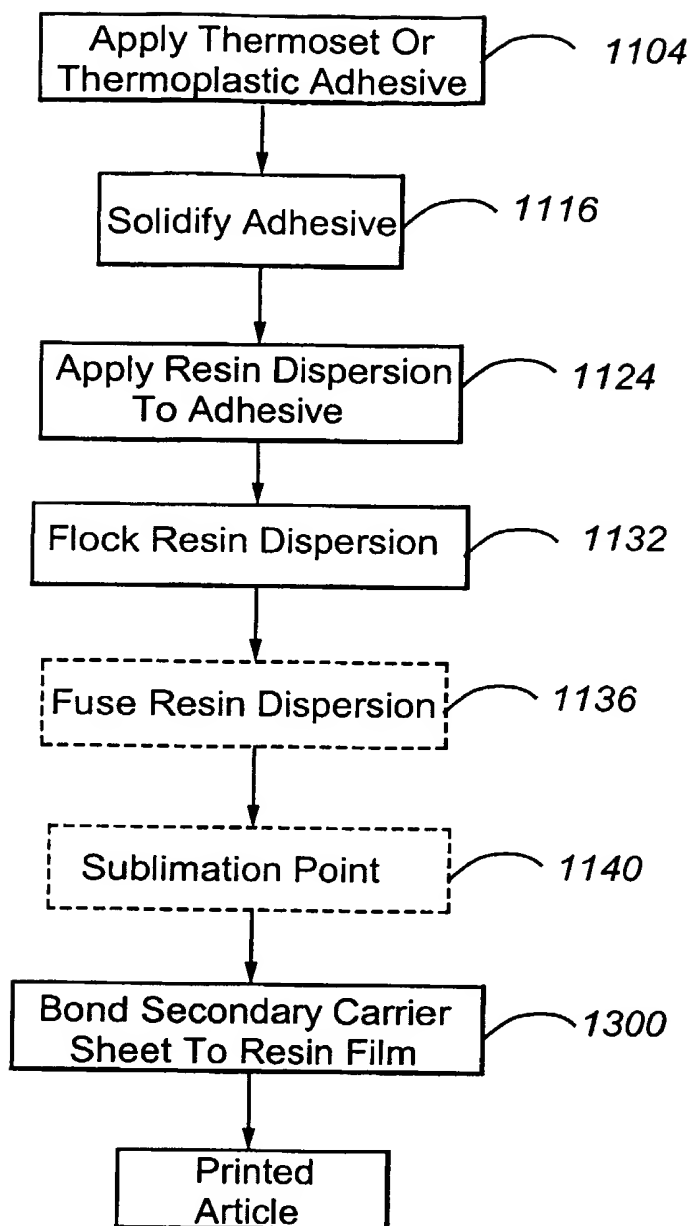 Apply Thermoset Or
Thermoplastic Adhesive
1104
Solidify Adhesive
1116
Apply Resin Dispersion
To Adhesive
1124
Flock Resin Dispersion
1132
Fuse Resin Dispersion
1136
Sublimation Point
1140
Bond Secondary Carrier
Sheet To Resin Film
1300
Printed
Article